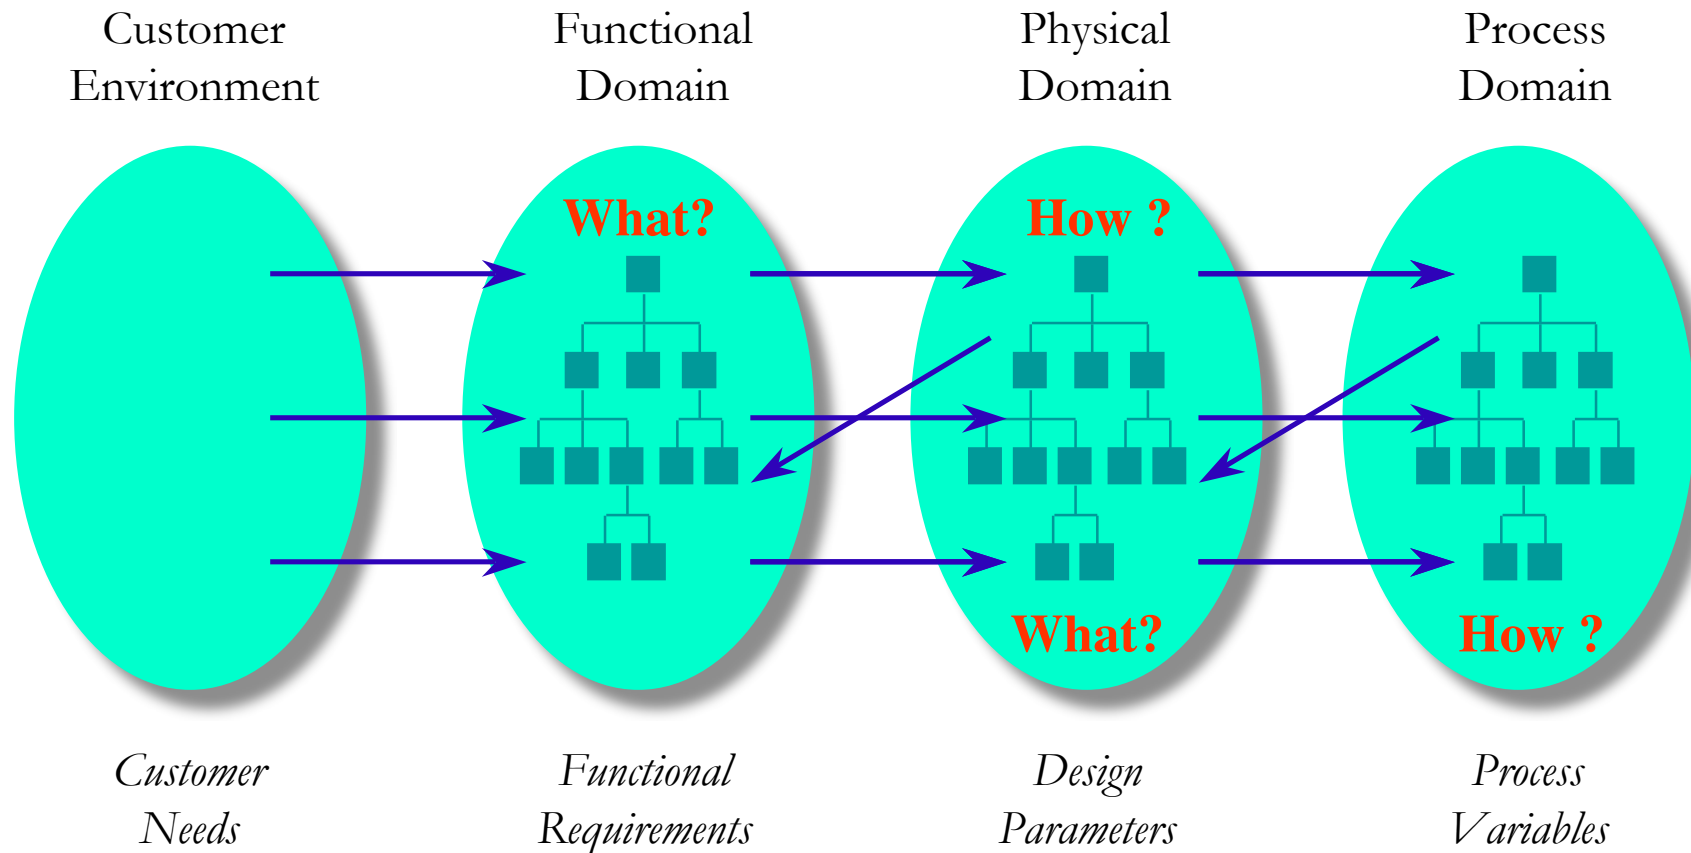 Customer
Environment
Functional
Domain
Physical
Domain
Process
Domain
What?
How ?
What?
How ?
Customer
Needs
Functional
Requirements
Design
Parameters
Process
Variables